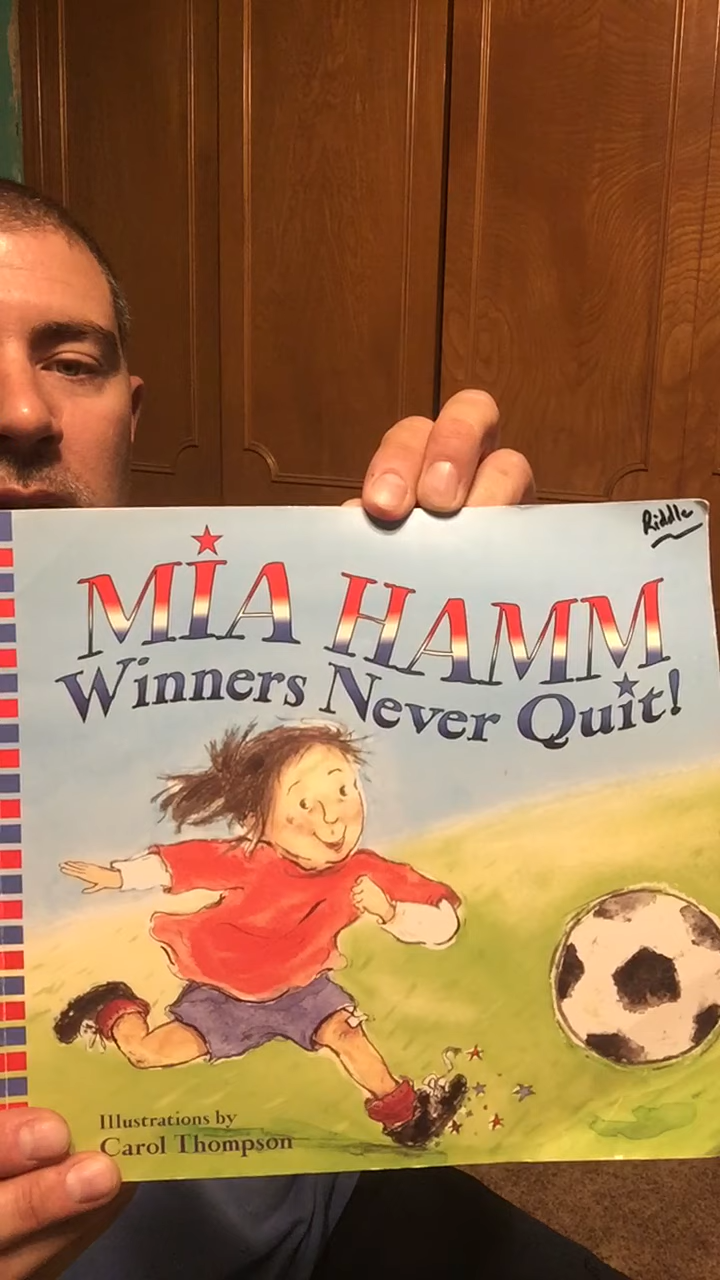 Riddle
MIA HAMM
Winners Never Quit!
Illustrations by
Carol Thompson